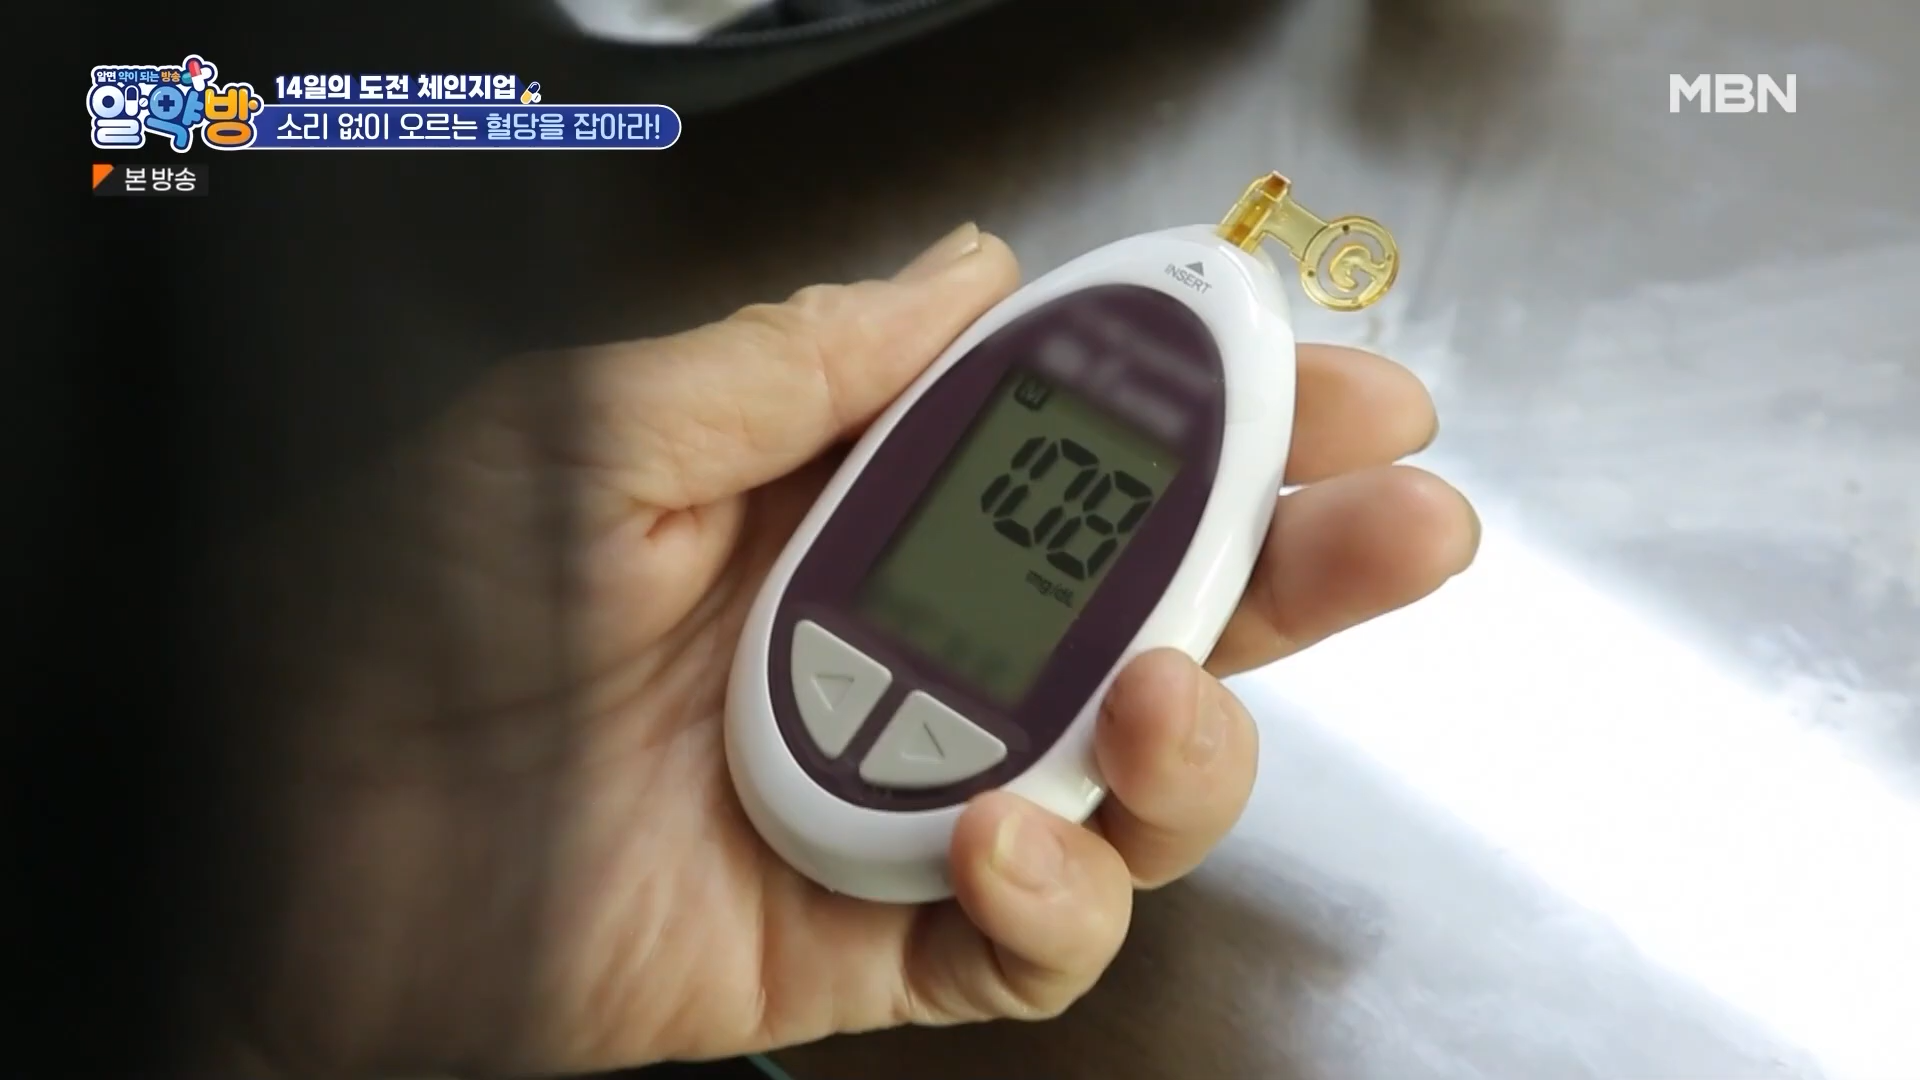 알면 약이 되는 방송
알약방
14일의 도전 체인지업
소리 없이 오르는 혈당을 잡아라!
본 방송
MBN
INSERT
M
108
mg/dL
G